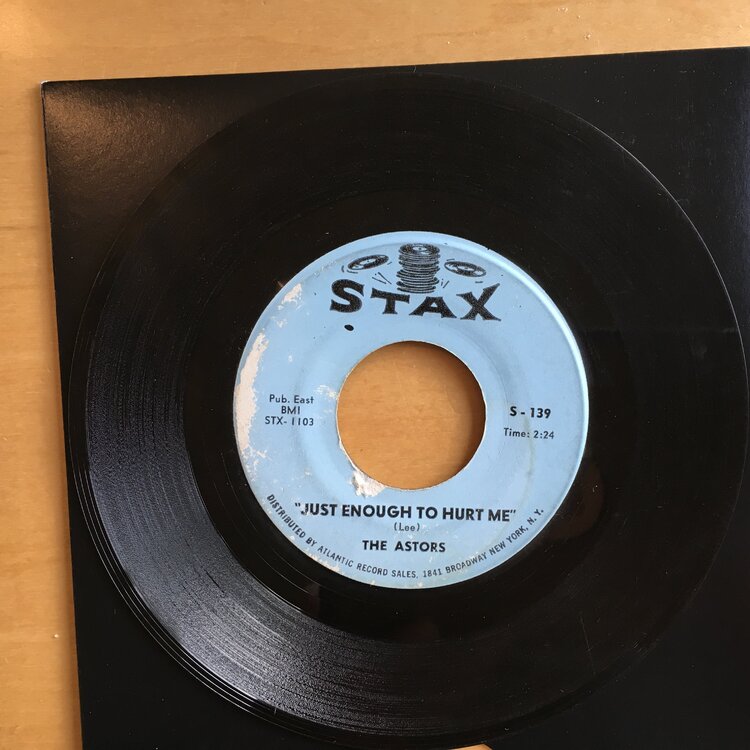 STAX
Pub. East
BMI
STX- 1103
S - 139
Time: 2:24
"JUST ENOUGH TO HURT ME"
(Lee)
THE ASTORS
DISTRIBUTED BY ATLANTIC RECORD SALES, 1841 BROADWAY NEW YORK, N. Y.